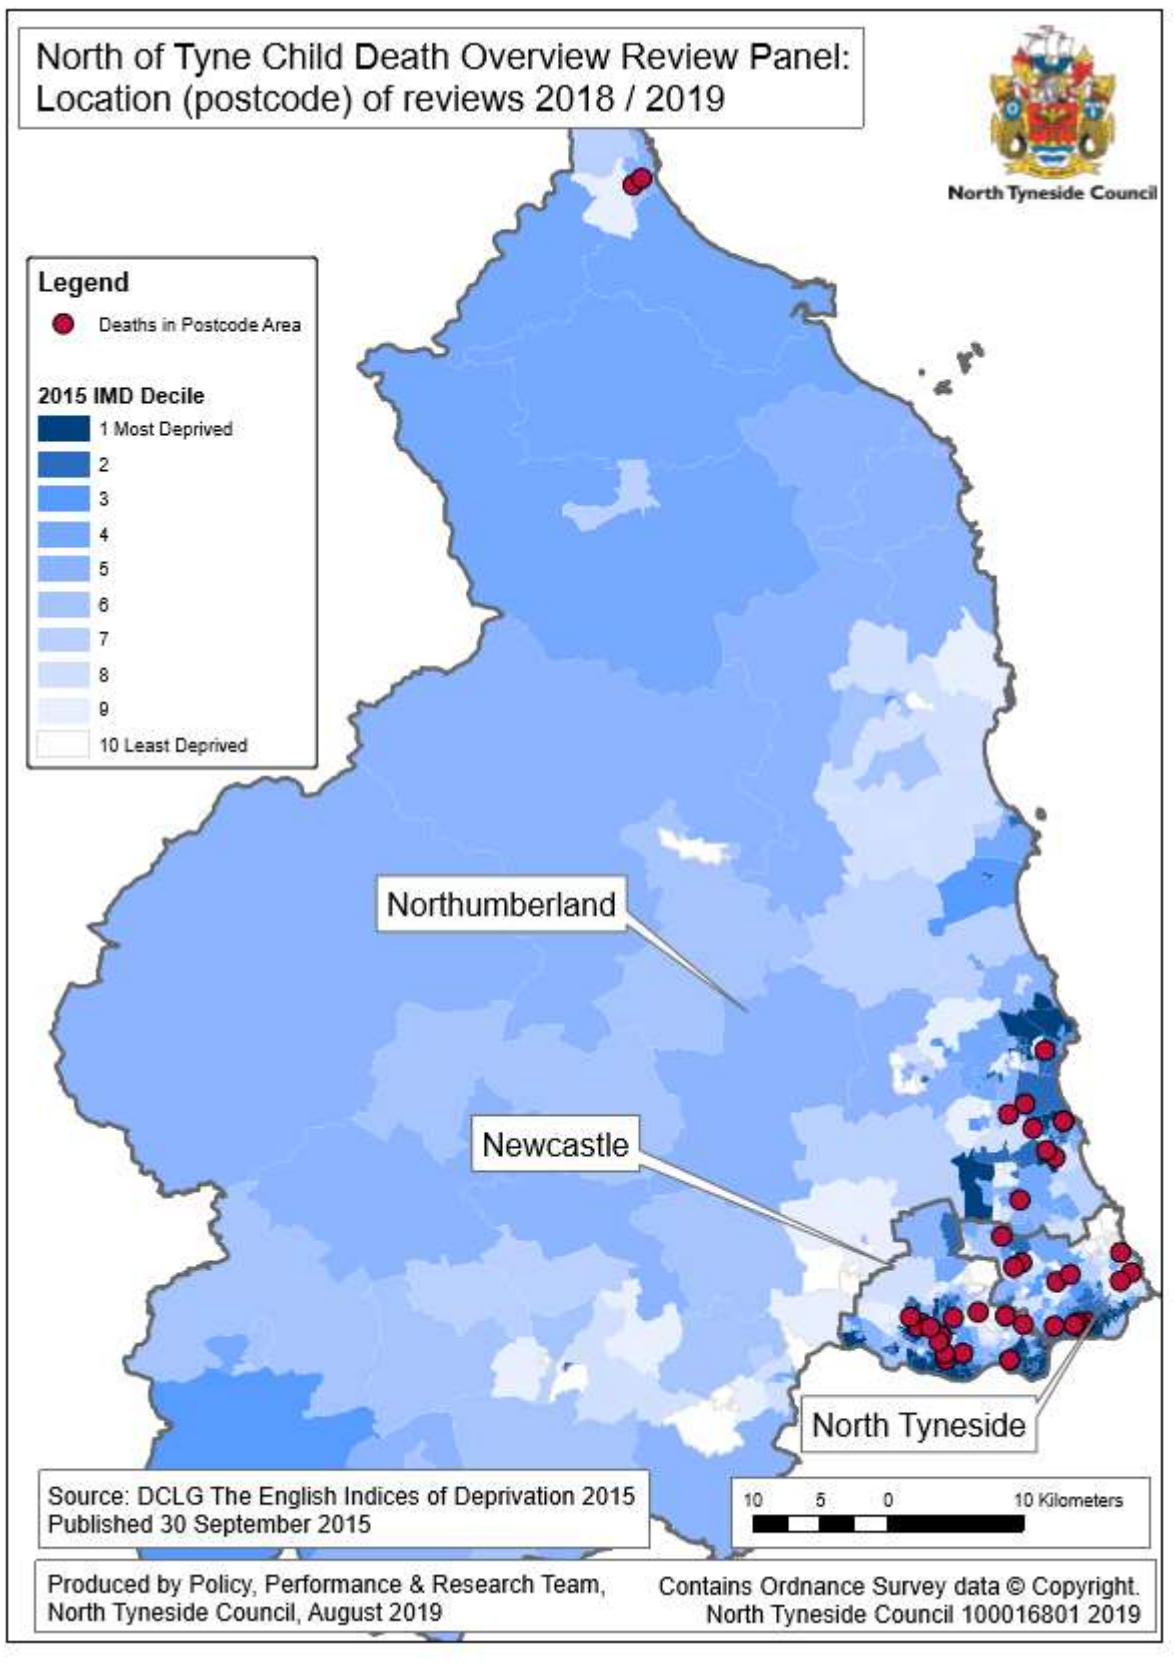 North of Tyne Child Death Overview Review Panel:
Location (postcode) of reviews 2018 / 2019
North Tyneside Council
Legend
Deaths in Postcode Area
2015 IMD Decile
1 Most Deprived
2
3
4
5
6
7
8
9
10 Least Deprived
Northumberland
Newcastle
North Tyneside
Source: DCLG The English Indices of Deprivation 2015
Published 30 September 2015
10 5 0 10 Kilometers
Produced by Policy, Performance & Research Team,
North Tyneside Council, August 2019
Contains Ordnance Survey data © Copyright.
North Tyneside Council 100016801 2019